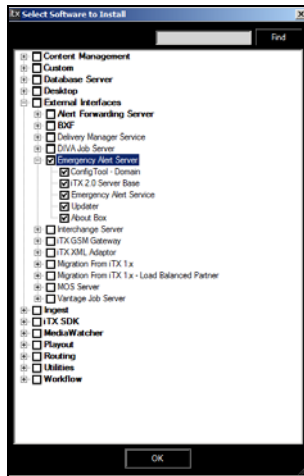 iTX Select Software to Install
Find
Content Management
Custom
Database Server
Desktop
External Interfaces
Alert Forwarding Server
BXF
Delivery Manager Service
DIVA Job Server
Emergency Alert Server
ConfigTool - Domain
iTX 2.0 Server Base
Emergency Alert Service
Updater
About Box
Interchange Server
iTX GSM Gateway
iTX XML Adaptor
Migration From iTX 1.x
Migration From iTX 1.x - Load Balanced Partner
MOS Server
Vantage Job Server
Ingest
iTX SDK
MediaWatcher
Playout
Routing
Utilities
Workflow
OK